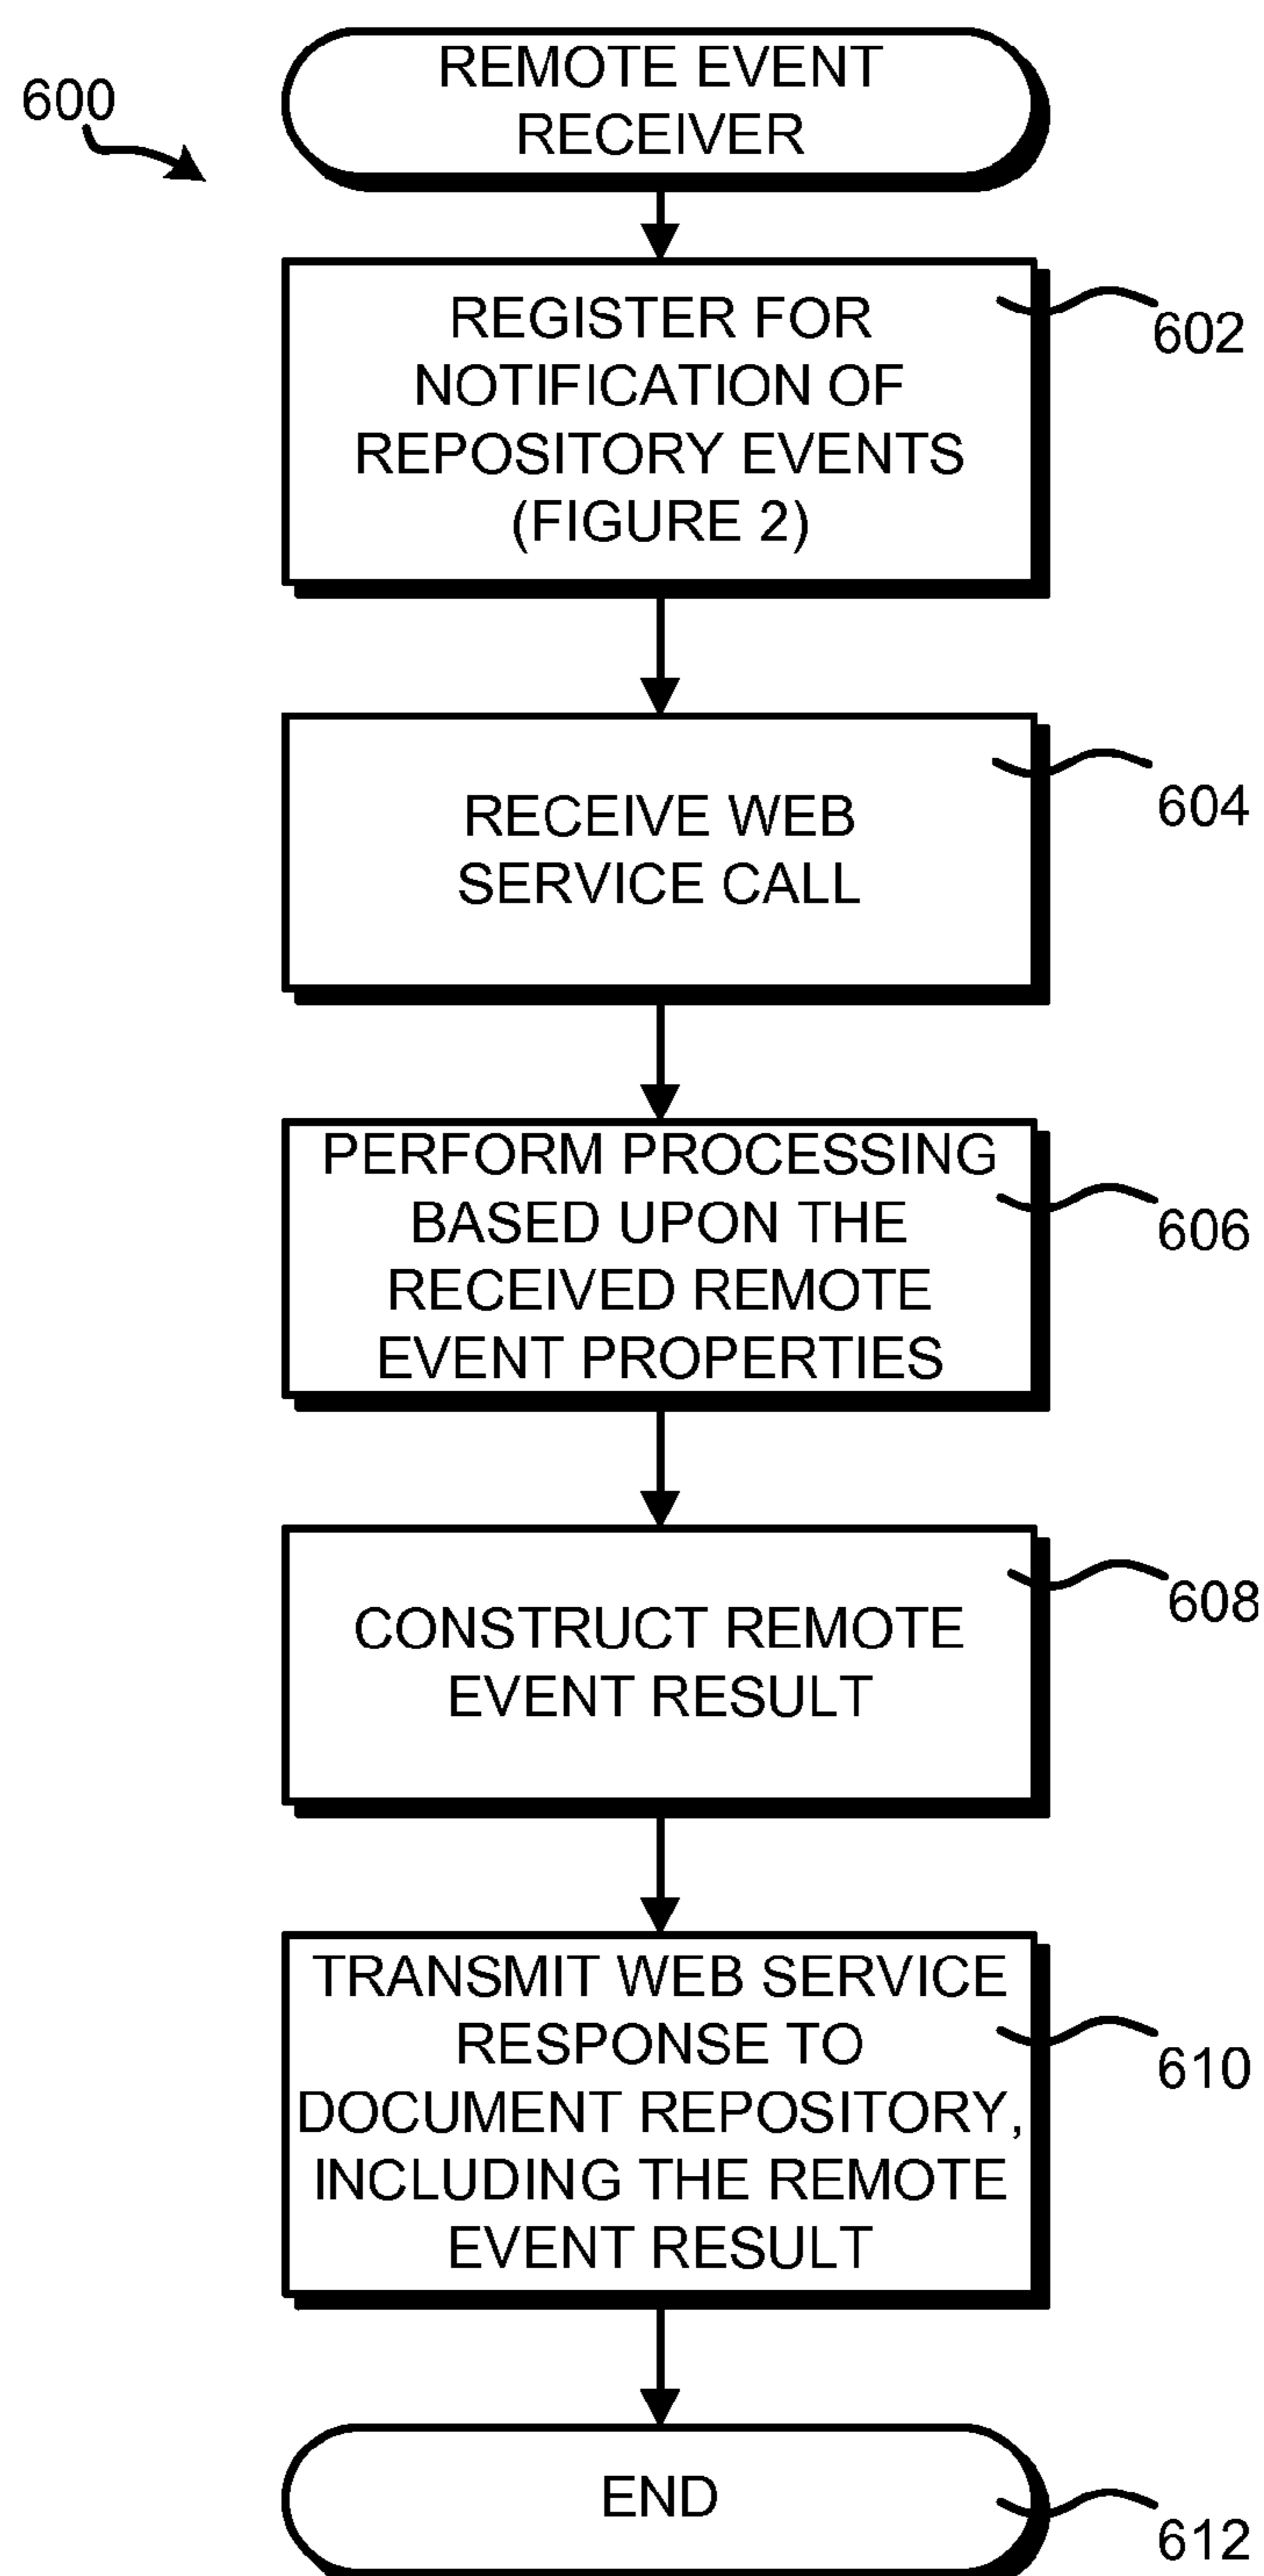 600
REMOTE EVENT
RECEIVER
REGISTER FOR
NOTIFICATION OF
REPOSITORY EVENTS
(FIGURE 2)
602
RECEIVE WEB
SERVICE CALL
604
PERFORM PROCESSING
BASED UPON THE
RECEIVED REMOTE
EVENT PROPERTIES
606
CONSTRUCT REMOTE
EVENT RESULT
608
TRANSMIT WEB SERVICE
RESPONSE TO
DOCUMENT REPOSITORY,
INCLUDING THE REMOTE
EVENT RESULT
610
END
612